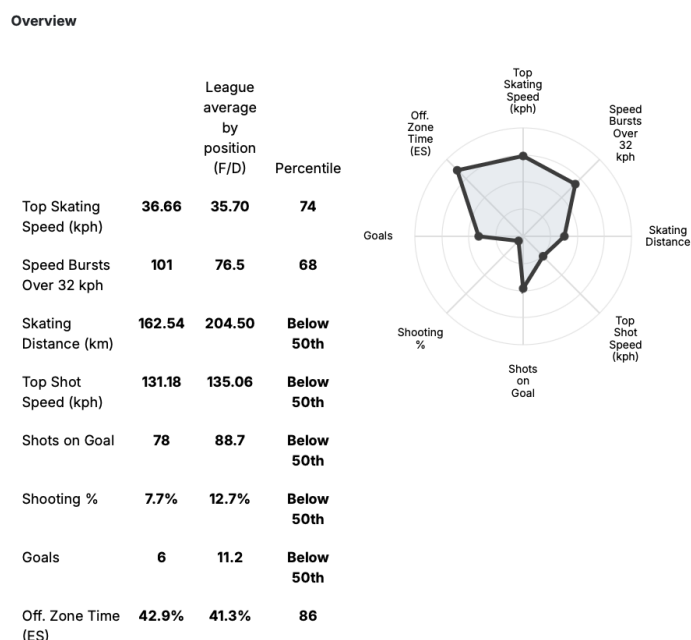 Overview
League
average
by
position
(F/D)
Percentile
Top Skating
Speed (kph)
36.66
35.70
74
Speed Bursts
Over 32 kph
101
76.5
68
Skating
Distance (km)
162.54
204.50
Below
50th
Top Shot
Speed (kph)
131.18
135.06
Below
50th
Shots on Goal
78
88.7
Below
50th
Shooting %
7.7%
12.7%
Below
50th
Goals
6
11.2
Below
50th
Off. Zone Time
(ES)
42.9%
41.3%
86
Top
Skating
Speed
(kph)
Speed
Bursts
Over
32
kph
Skating
Distance
Top
Shot
Speed
(kph)
Shots
on
Goal
Shooting
%
Goals
Off.
Zone
Time
(ES)